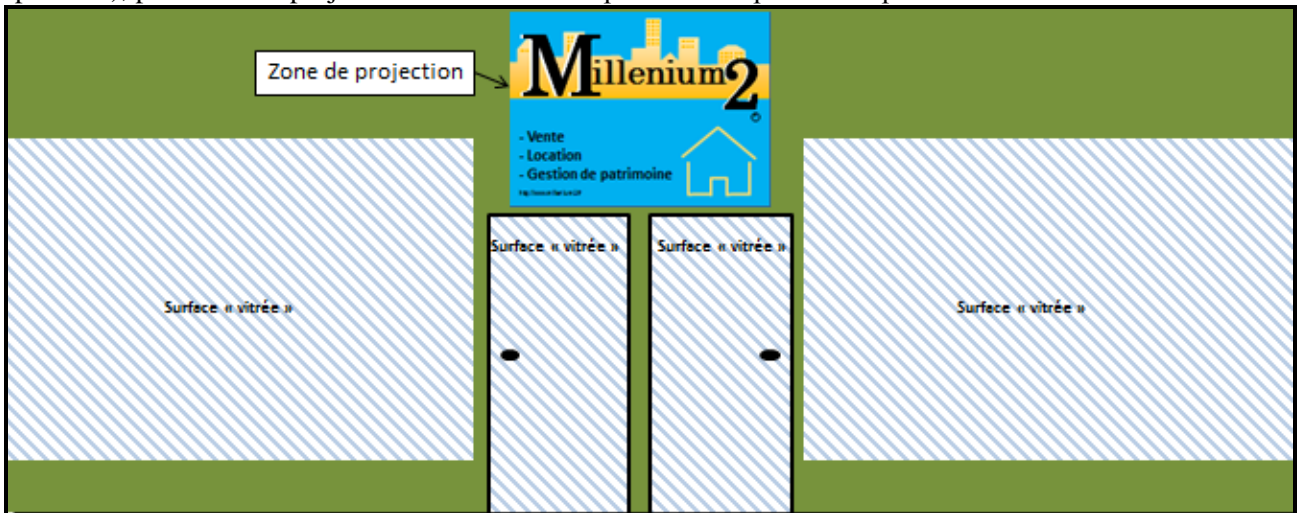 Zone de projection
Millenium2
- Vente
- Location
- Gestion de patrimoine
Surface « vitrée »
Surface « vitrée »
Surface « vitrée »
Surface « vitrée »